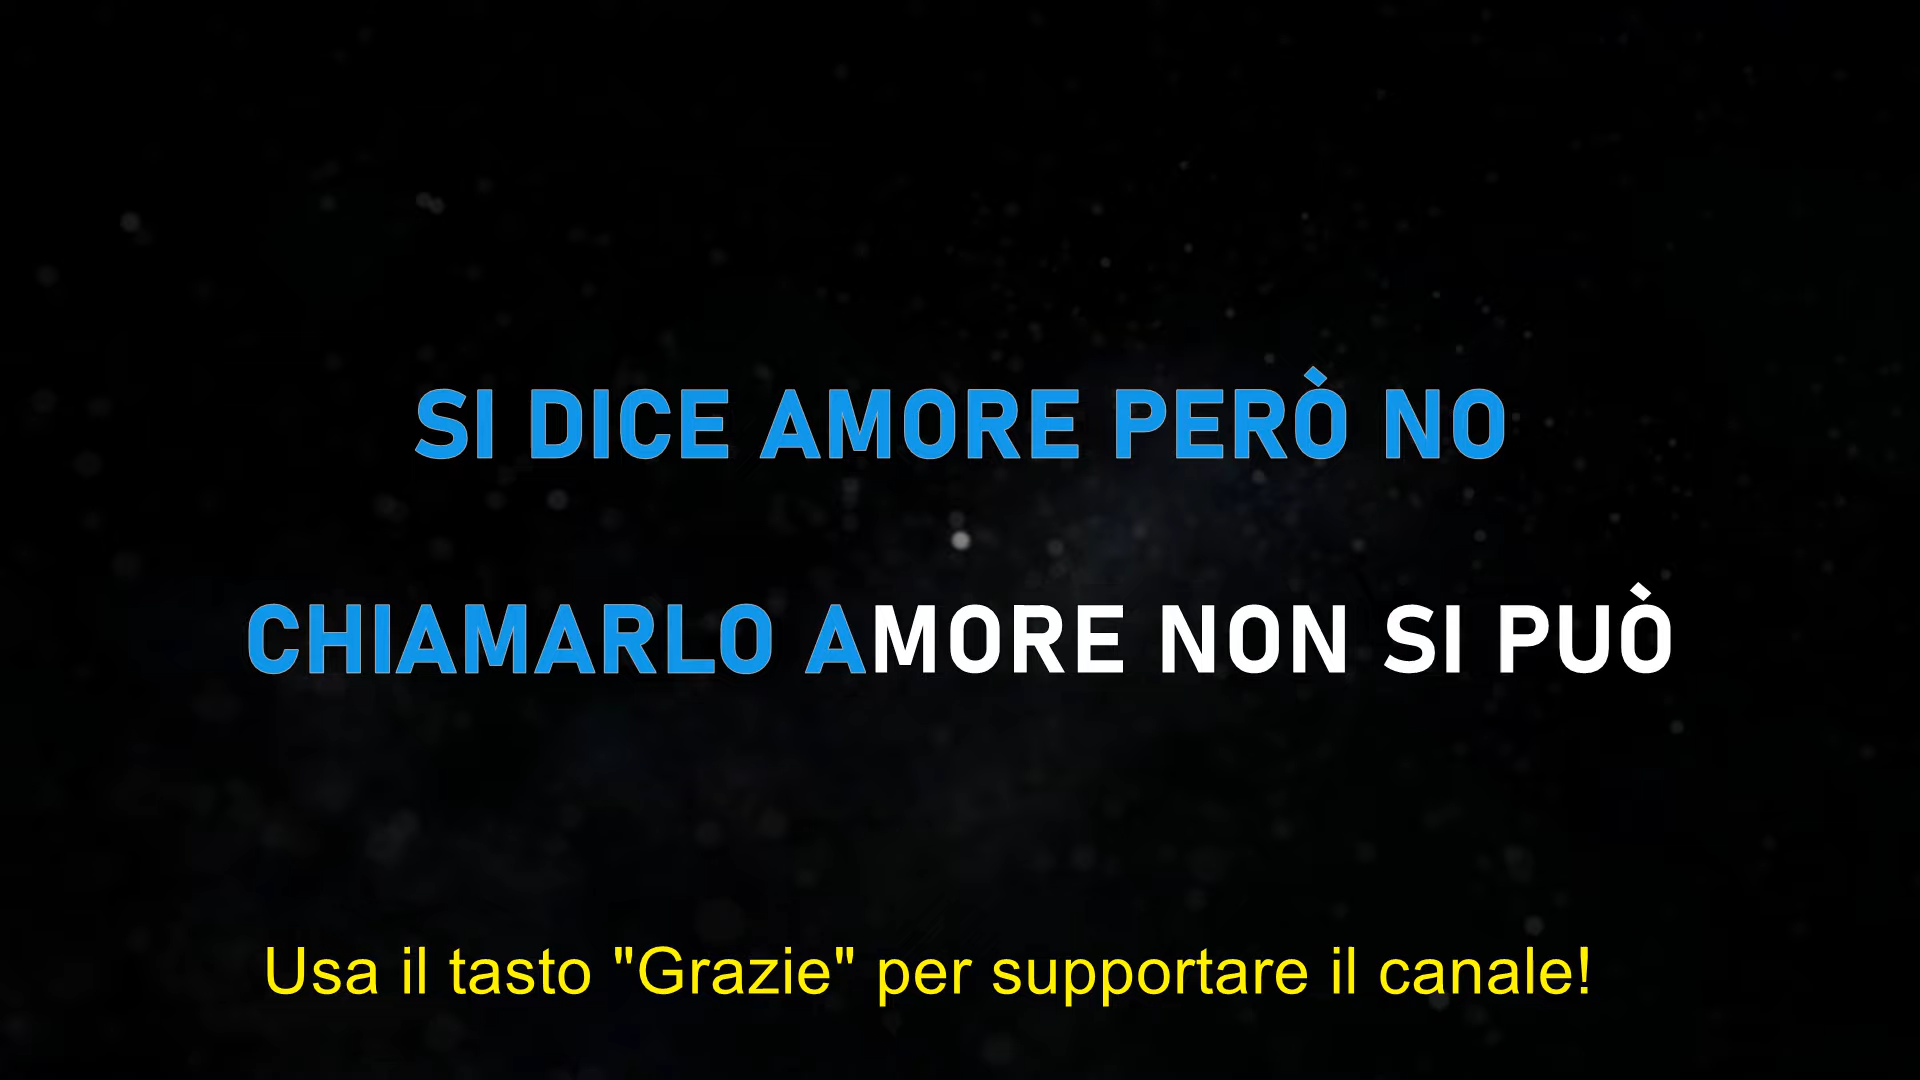 SI DICE AMORE PERÒ NO
CHIAMARLO AMORE NON SI PUÒ
Usa il tasto "Grazie" per supportare il canale!